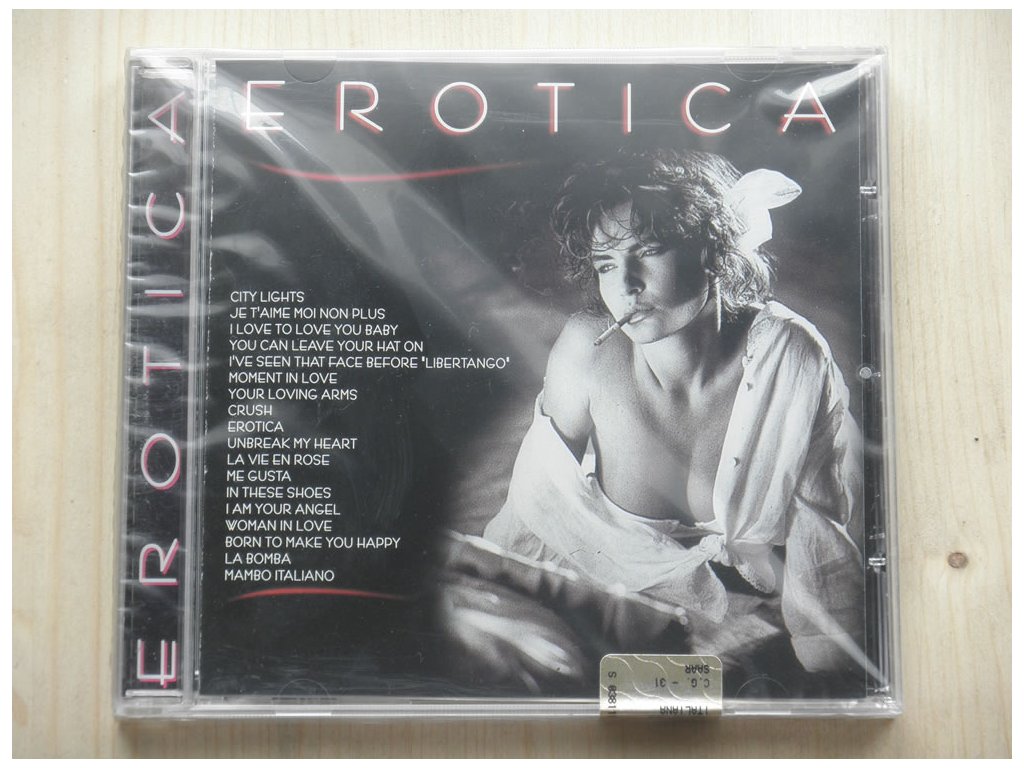 EROTICA
EROTICA
CITY LIGHTS
JE T'AIME MOI NON PLUS
I LOVE TO LOVE YOU BABY
YOU CAN LEAVE YOUR HAT ON
I'VE SEEN THAT FACE BEFORE "LIBERTANGO"
MOMENT IN LOVE
YOUR LOVING ARMS
CRUSH
EROTICA
UNBREAK MY HEART
LA VIE EN ROSE
ME GUSTA
IN THESE SHOES
I AM YOUR ANGEL
WOMAN IN LOVE
BORN TO MAKE YOU HAPPY
LA BOMBA
MAMBO ITALIANO
ITALIANA
C.G. - 31
SAAR